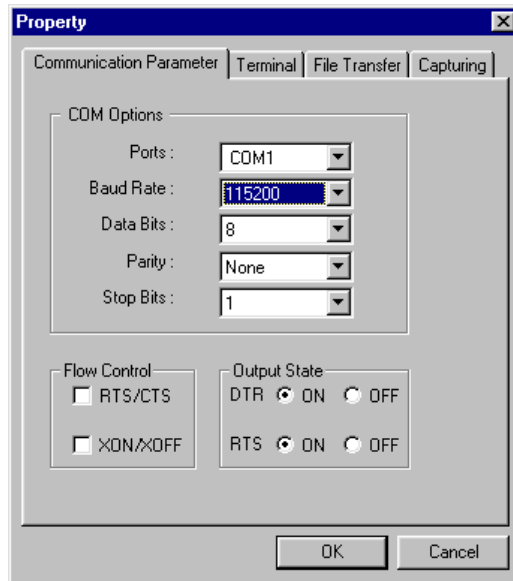 Property
Communication Parameter Terminal File Transfer Capturing
COM Options
Ports : COM1
Baud Rate : 115200
Data Bits : 8
Parity : None
Stop Bits : 1
Flow Control Output State
RTS/CTS DTR ON OFF
XON/XOFF RTS ON OFF
OK Cancel